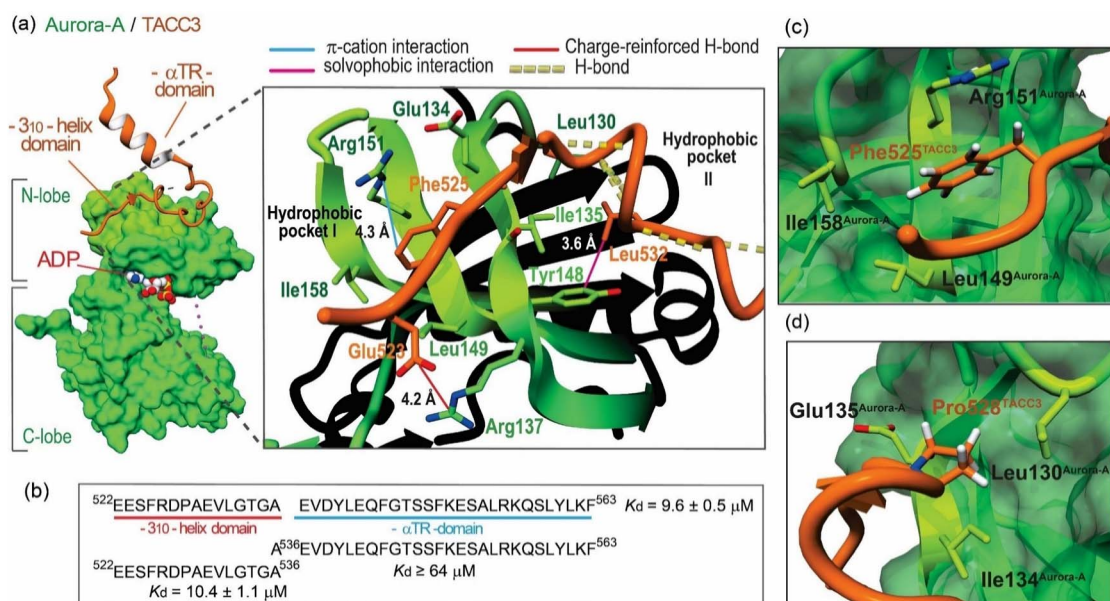 (a) Aurora-A / TACC3
π-cation interaction
solvophobic interaction
Charge-reinforced H-bond
H-bond
- αTR -
domain
- 310 - helix
domain
N-lobe
ADP
C-lobe
Glu134
Leu130
Arg151
Hydrophobic
pocket II
Phe525
Hydrophobic
pocket I
4.3 Å
Ile135
3.6 Å
Leu532
Tyr148
Ile158
Glu523
Leu149
4.2 Å
Arg137
(b)
522EESFRDPAEVLGTGA EVDYLEQFGTSSFKESALRKQSLYLKF563 Kd = 9.6 ± 0.5 μM
- 310 - helix domain - αTR -domain
A536EVDYLEQFGTSSFKESALRKQSLYLKF563
522EESFRDPAEVLGTGA536 Kd ≥ 64 μM
Kd = 10.4 ± 1.1 μM
(c)
Arg151Aurora-A
Phe525TACC3
Ile158Aurora-A
Leu149Aurora-A
(d)
Glu135Aurora-A
Pro528TACC3
Leu130Aurora-A
Ile134Aurora-A